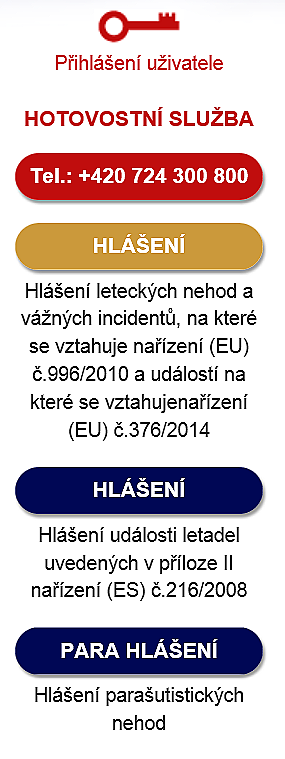 Přihlášení uživatele
HOTOVOSTNÍ SLUŽBA
Tel.: +420 724 300 800
HLÁŠENÍ
Hlášení leteckých nehod a
vážných incidentů, na které
se vztahuje nařízení (EU)
č.996/2010 a událostí na
které se vztahujenařízení
(EU) č.376/2014
HLÁŠENÍ
Hlášení události letadel
uvedených v příloze II
nařízení (ES) č.216/2008
PARA HLÁŠENÍ
Hlášení parašutistických
nehod